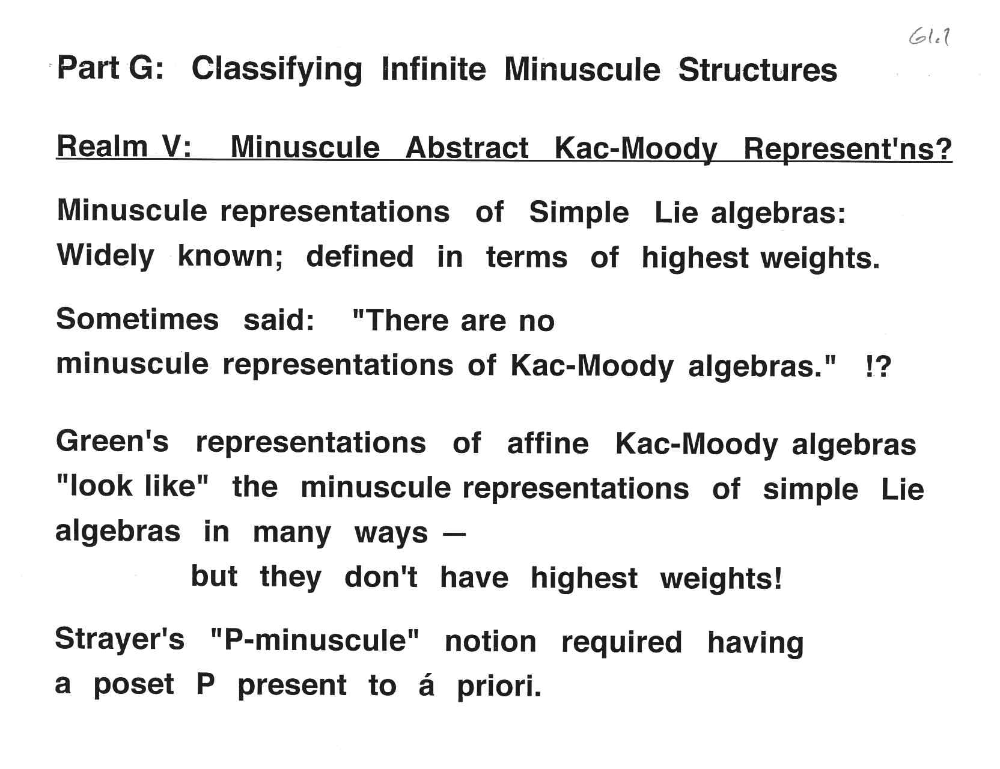 G1.1
Part G: Classifying Infinite Minuscule Structures
Realm V: Minuscule Abstract Kac-Moody Represent'ns?
Minuscule representations of Simple Lie algebras:
Widely known; defined in terms of highest weights.
Sometimes said: "There are no
minuscule representations of Kac-Moody algebras." !?
Green's representations of affine Kac-Moody algebras
"look like" the minuscule representations of simple Lie
algebras in many ways —
but they don't have highest weights!
Strayer's "P-minuscule" notion required having
a poset P present to á priori.